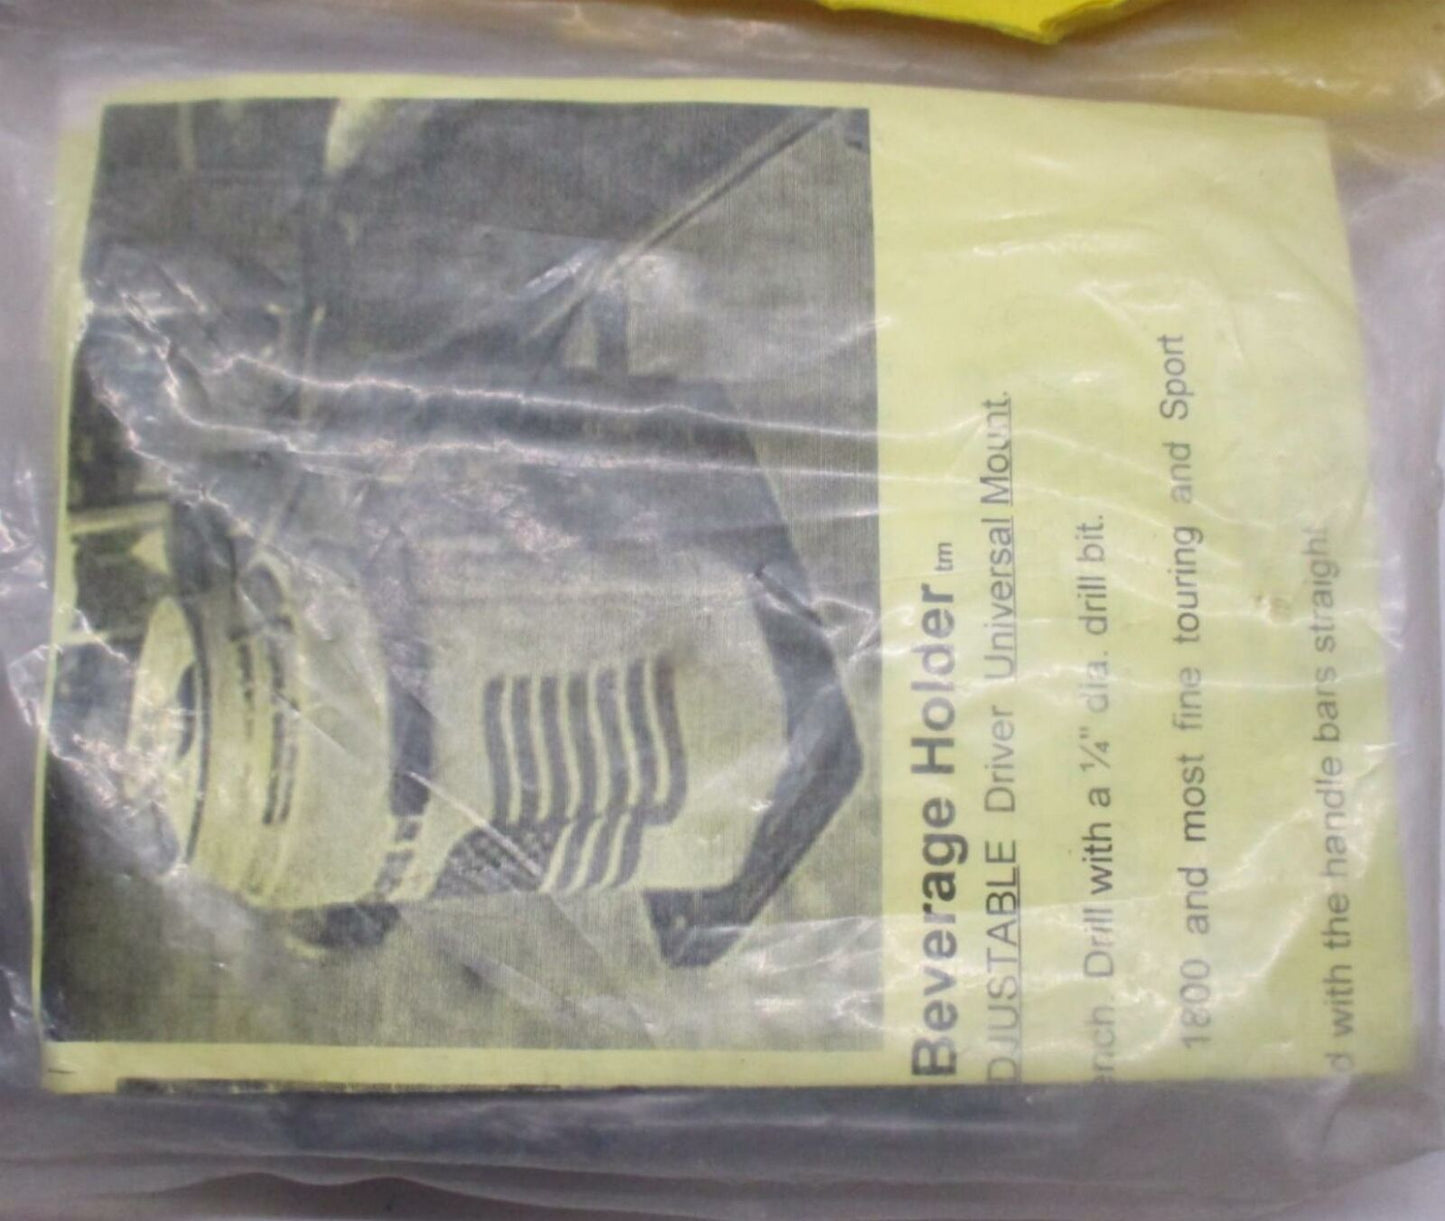 Beverage Holder tm
DJUSTABLE Driver Universal Mount.
ench. Drill with a ¼" dia. drill bit.
1800 and most fine touring and Sport
d with the handle bars straight